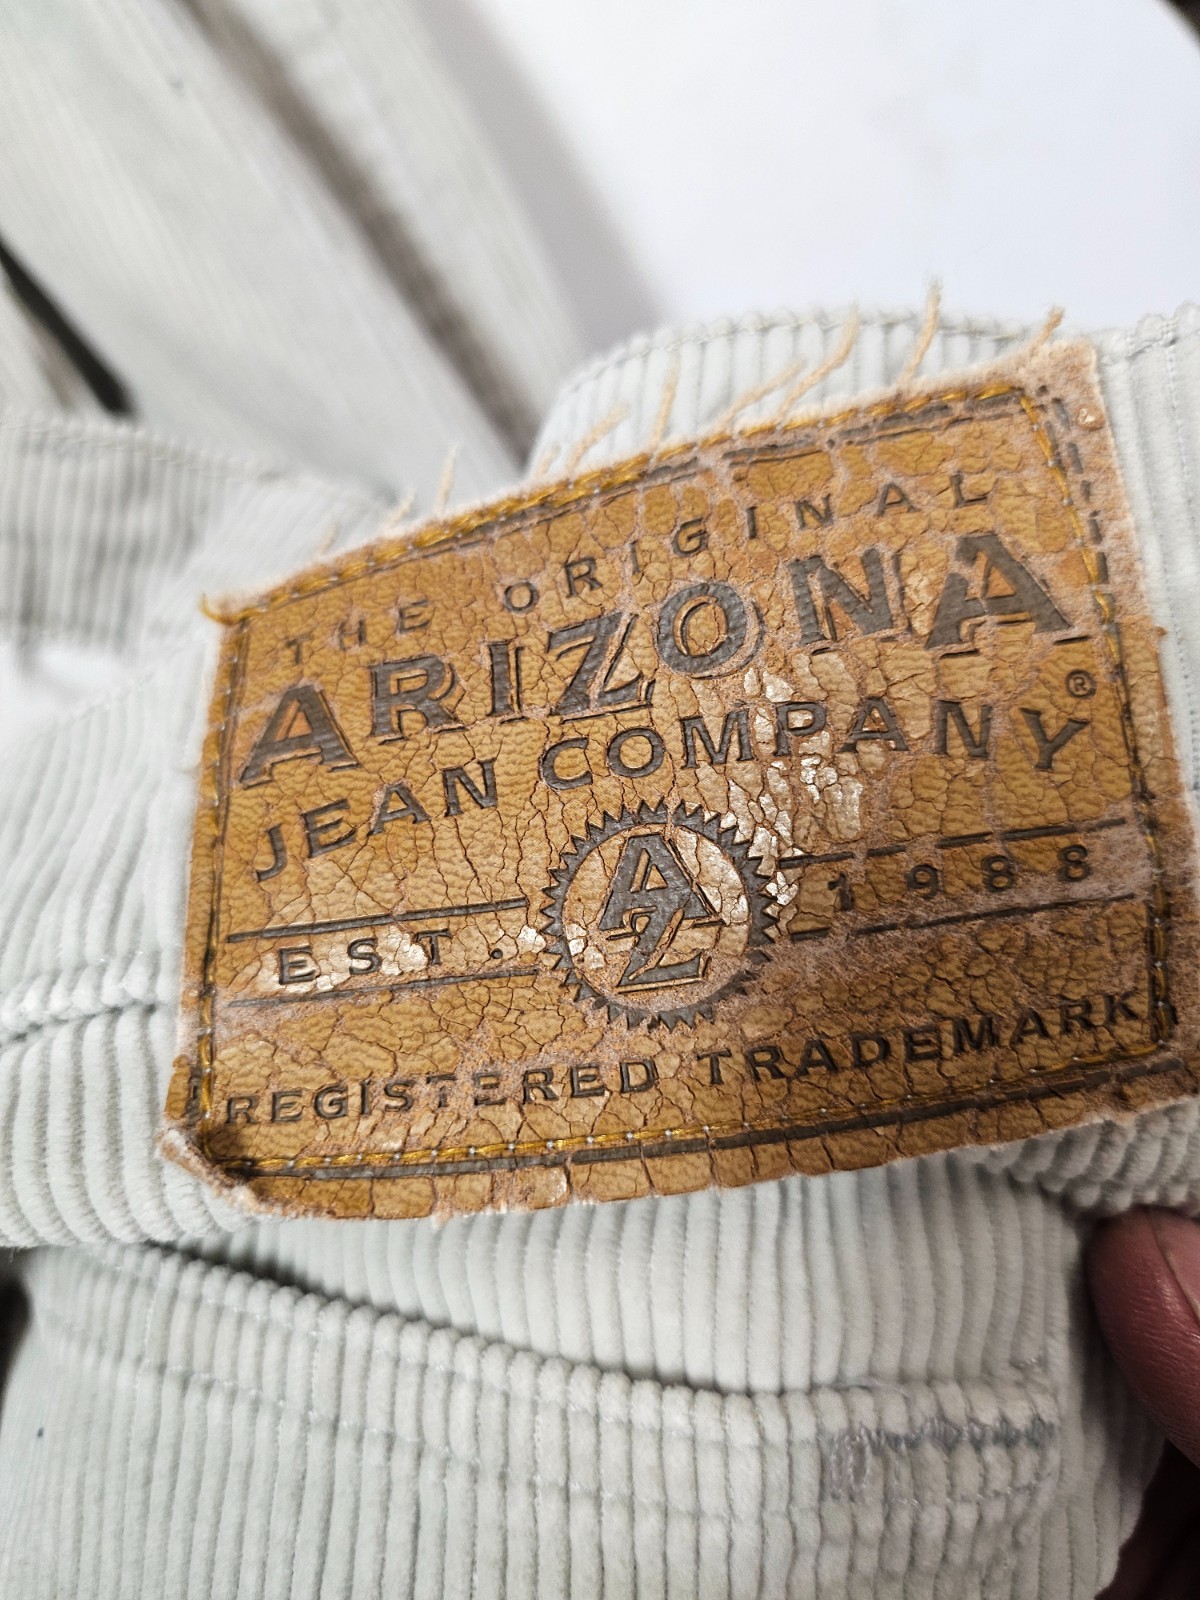 THE ORIGINAL
ARIZONA
JEAN COMPANY®
EST. AZ 1988
REGISTERED TRADEMARK